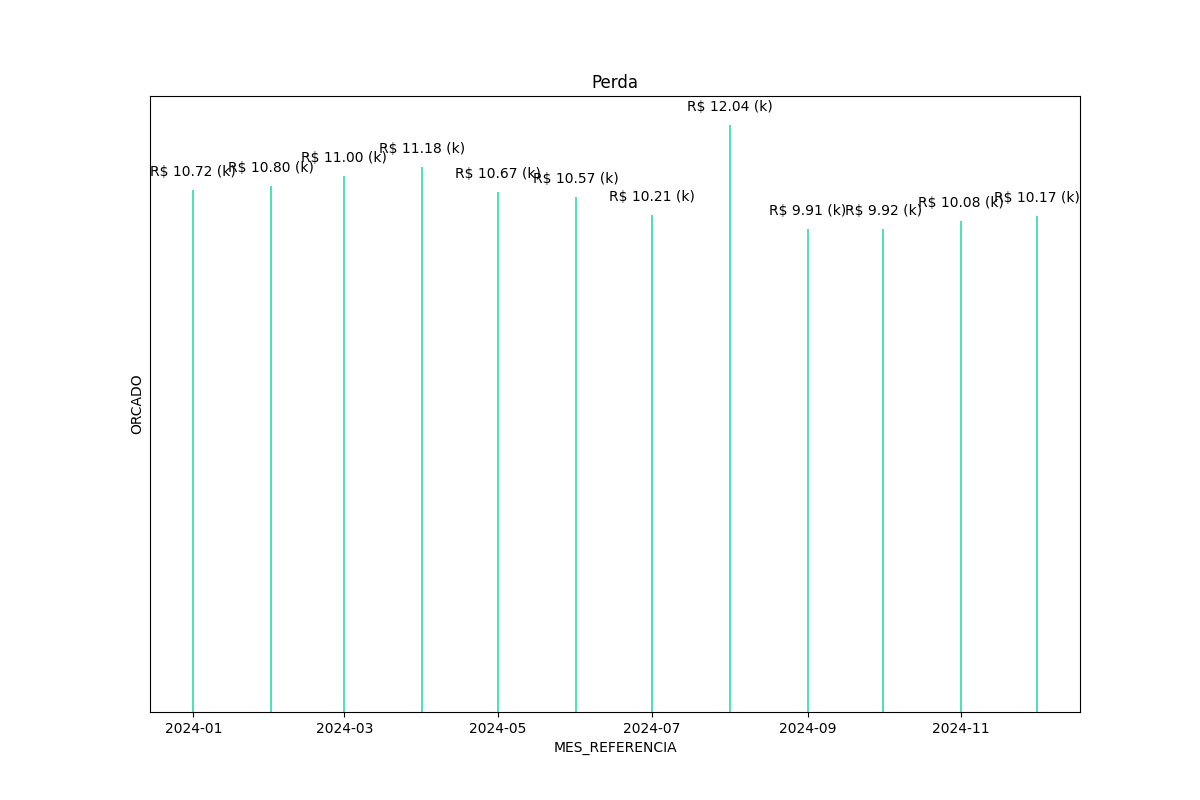 Perda
R$ 12.04 (k)
R$ 11.18 (k)
R$ 11.00 (k)
R$ 10.80 (k)
R$ 10.72 (k)
R$ 10.67 (k)
R$ 10.57 (k)
R$ 10.21 (k)
R$ 9.91 (k)
R$ 9.92 (k)
R$ 10.08 (k)
R$ 10.17 (k)
ORCADO
2024-01 2024-03 2024-05 2024-07 2024-09 2024-11
MES_REFERENCIA